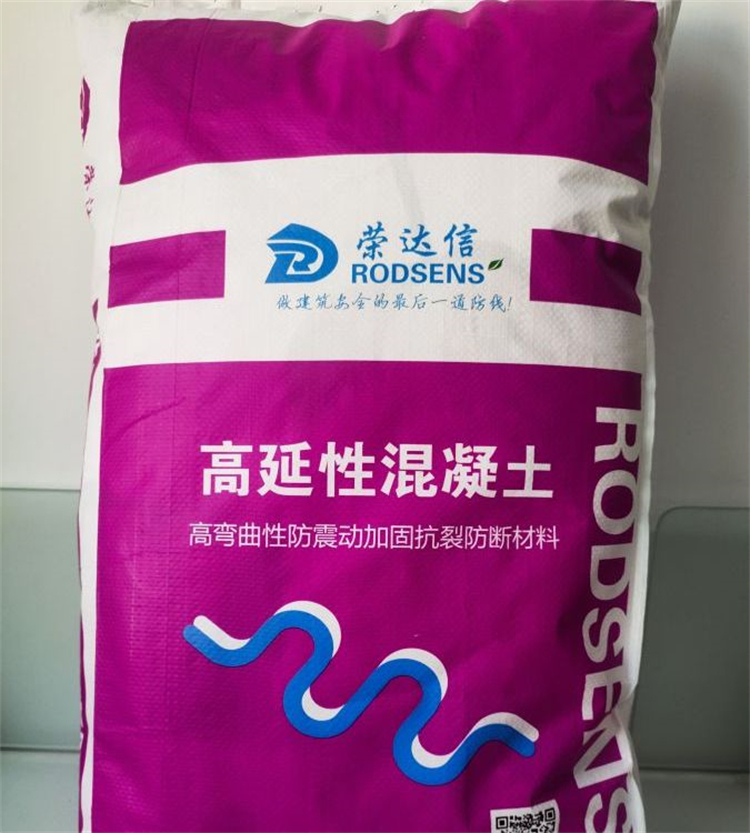 荣达信
RODSENS
做建筑安全的最后一道防线!
高延性混凝土
高弯曲性防震动加固抗裂防断材料
RODSENS